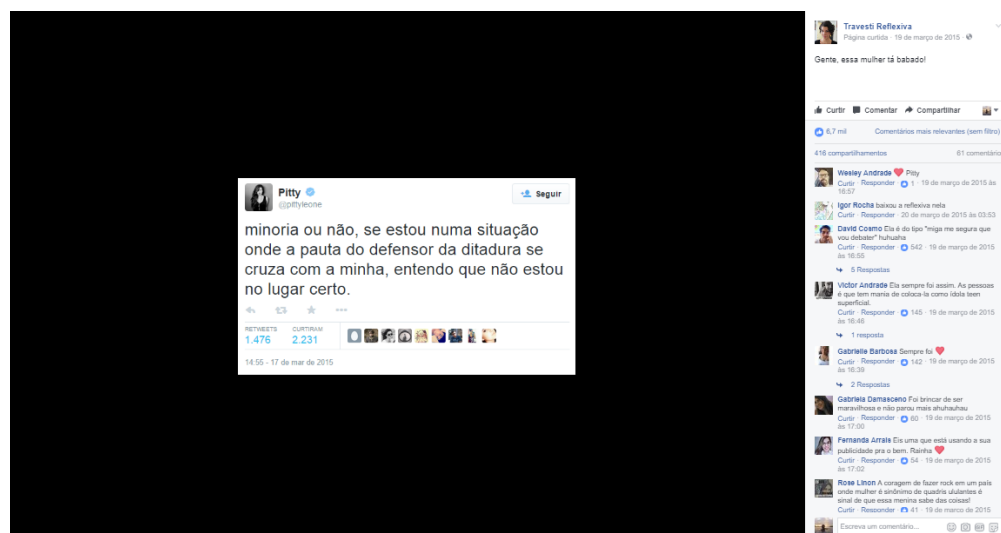 Pitty
@pittyleone
Seguir
minoria ou não, se estou numa situação
onde a pauta do defensor da ditadura se
cruza com a minha, entendo que não estou
no lugar certo.
RETWEETS
1.476
CURTIRAM
2.231
14:55 - 17 de mar de 2015
Travesti Reflexiva
Página curtida · 19 de março de 2015 ·
Gente, essa mulher tá babado!
Curtir Comentar Compartilhar
6,7 mil Comentários mais relevantes (sem filtro)
416 compartilhamentos 61 comentário
Wesley Andrade ❤ Pitty
Curtir · Responder · 1 · 19 de março de 2015 às
16:57
Igor Rocha baixou a reflexiva nela
Curtir · Responder · 20 de março de 2015 às 03:53
David Cosmo Ela é do tipo "miga me segura que
vou debater" huhuaha
Curtir · Responder · 542 · 19 de março de 2015
às 16:55
5 Respostas
Victor Andrade Ela sempre foi assim. As pessoas
é que tem mania de coloca-la como ídola teen
superficial.
Curtir · Responder · 145 · 19 de março de 2015
às 16:46
1 resposta
Gabrielle Barbosa Sempre foi ❤
Curtir · Responder · 142 · 19 de março de 2015
às 16:39
2 Respostas
Gabriela Damasceno Foi brincar de ser
maravilhosa e não parou mais ahuhauhau
Curtir · Responder · 60 · 19 de março de 2015
às 17:00
Fernanda Arrais Eis uma que está usando a sua
publicidade pra o bem. Rainha ❤
Curtir · Responder · 54 · 19 de março de 2015
às 17:02
Rose Linon A coragem de fazer rock em um país
onde mulher é sinônimo de quadris ululantes é
sinal de que essa menina sabe das coisas!
Curtir · Responder · 41 · 19 de março de 2015
Escreva um comentário...